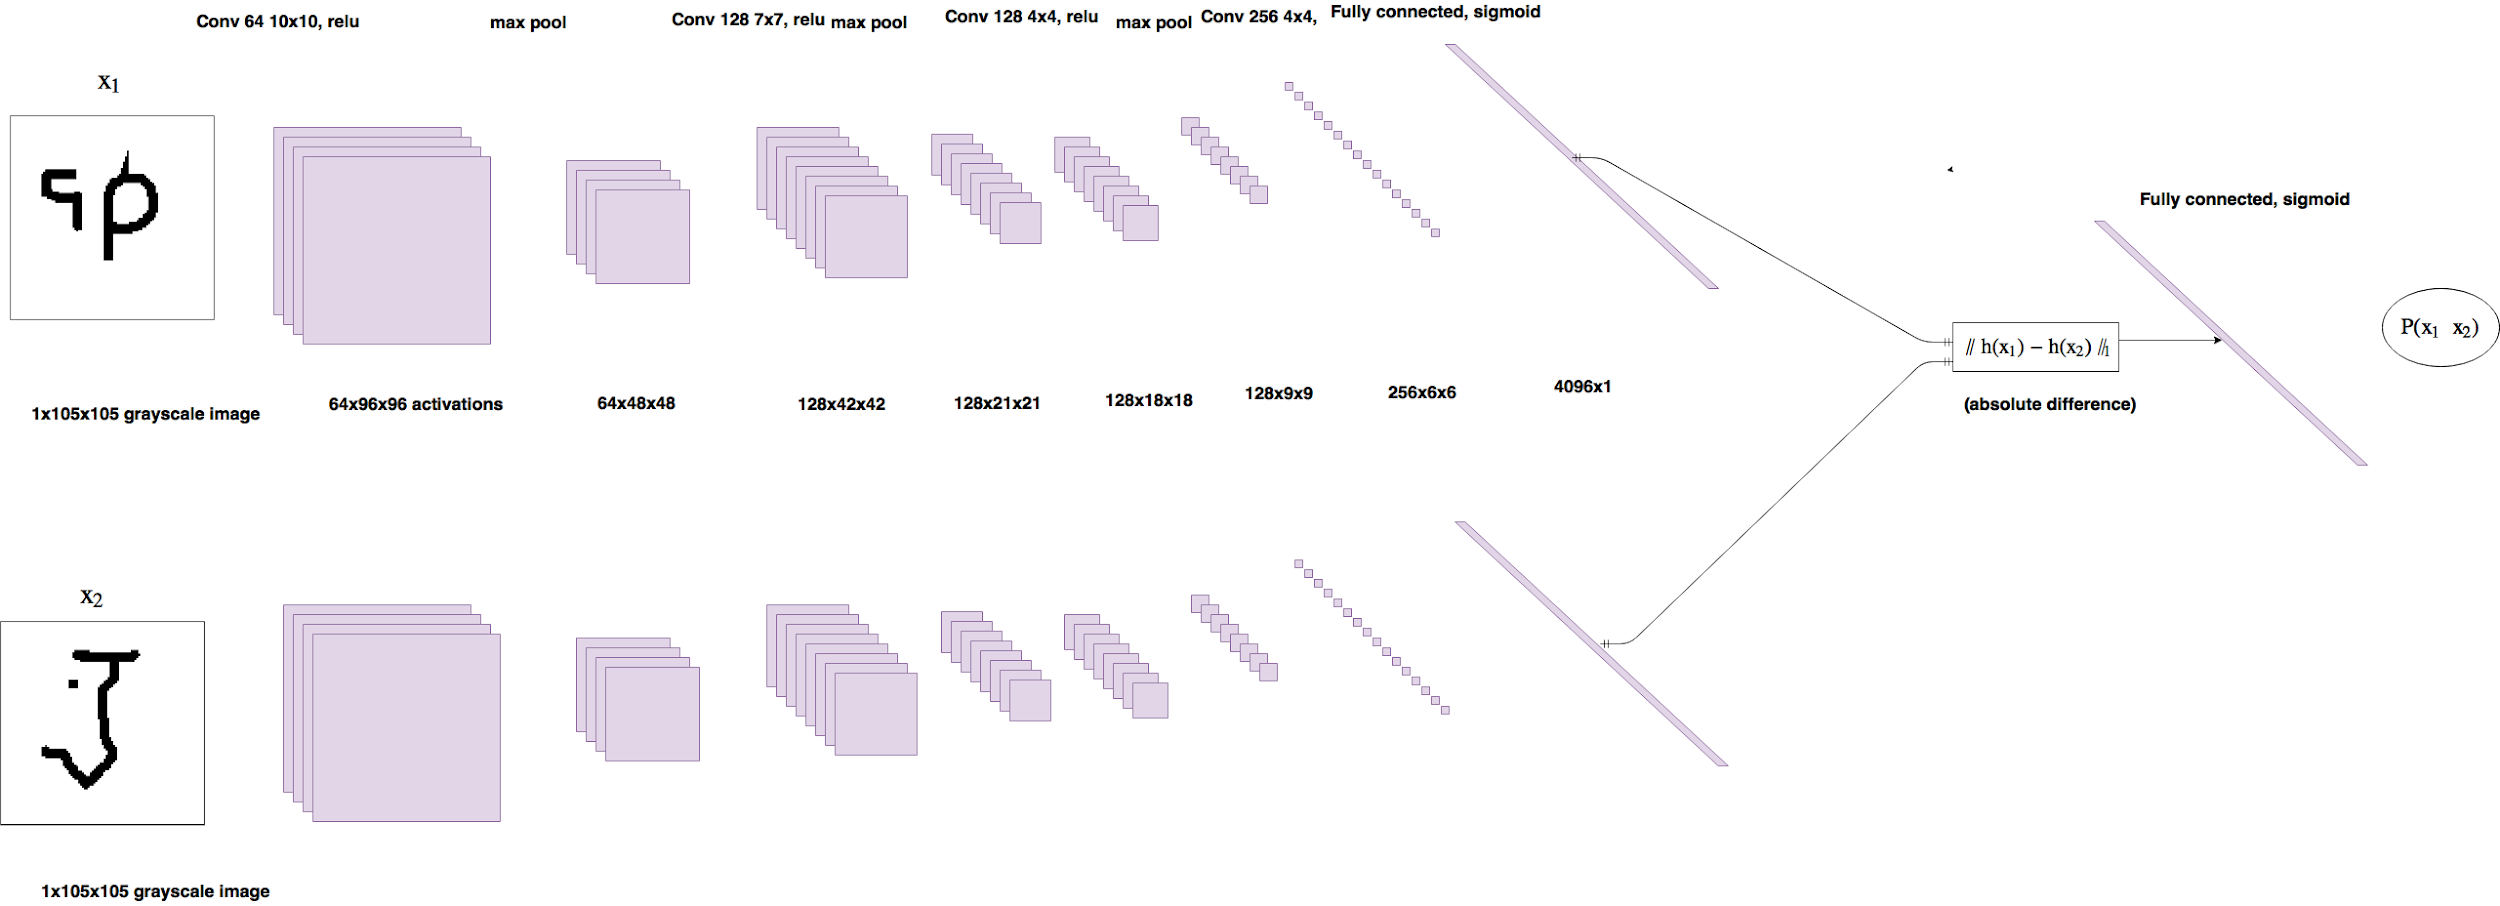 Conv 64 10x10, relu
max pool
Conv 128 7x7, relu
max pool
Conv 128 4x4, relu
max pool
Conv 256 4x4,
Fully connected, sigmoid
x1
Fully connected, sigmoid
// h(x1) − h(x2) //1
P(x1 x2)
(absolute difference)
1x105x105 grayscale image
64x96x96 activations
64x48x48
128x42x42
128x21x21
128x18x18
128x9x9
256x6x6
4096x1
x2
1x105x105 grayscale image